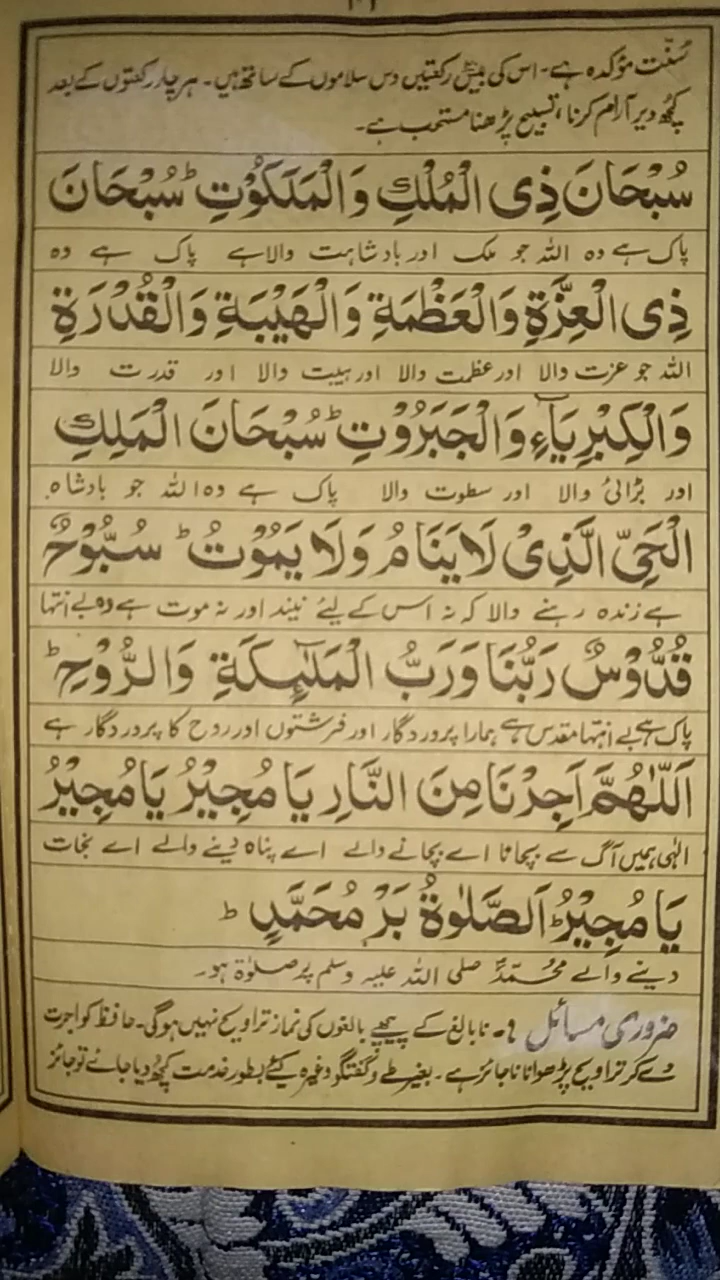 سُنّت مؤکدہ ہے۔ اس کی بیس رکعتیں دس سلاموں کے ساتھ ہیں۔ ہر چار رکعتوں کے بعد
کچھ دیر آرام کرنا، تسبیح پڑھنا مستحب ہے۔
سُبْحَانَ ذِی الْمُلْكِ وَالْمَلَكُوْتِ ؕ سُبْحَانَ
پاک ہے وہ اللہ جو ملک اور بادشاہت والا ہے پاک ہے وہ
ذِی الْعِزَّةِ وَالْعَظْمَةِ وَالْهَيْبَةِ وَالْقُدْرَةِ
اللہ جو عزت والا اور عظمت والا اور ہیبت والا اور قدرت والا
وَالْكِبْرِيَآءِ وَالْجَبَرُوْتِ ؕ سُبْحَانَ الْمَلِكِ
اور بڑائی والا اور سطوت والا پاک ہے وہ اللہ جو بادشاہ
الْحَیِّ الَّذِیْ لَا يَنَامُ وَلَا يَمُوْتُ ؕ سُبُّوْحٌ
ہے زندہ رہنے والا کہ نہ اس کے لیئے نیند اور نہ موت ہے وہ بے انتہا
قُدُّوْسٌ رَبُّنَا وَرَبُّ الْمَلٰٓئِكَةِ وَالرُّوْحِ ؕ
پاک ہے بے انتہا مقدس ہے ہمارا پروردگار اور فرشتوں اور روح کا پروردگار ہے
اَللّٰهُمَّ اَجِرْنَا مِنَ النَّارِ يَا مُجِيْرُ يَا مُجِيْرُ
الٰہی ہمیں آگ سے بچانا اے بچانے والے اے پناہ دینے والے اے نجات
يَا مُجِيْرُ ؕ اَلصَّلٰوةُ بَرْ مُحَمَّدٍ ؕ
دینے والے محمّدؐ صلی اللہ علیہ وسلم پر صلوٰۃ ہو۔
ضروری مسائل ۱۔ نابالغ کے پیچھے بالغوں کی نماز تراویح نہیں ہوگی۔ حافظ کو اجرت
دے کر تراویح پڑھوانا ناجائز ہے۔ بغیر طے و گفتگو وغیرہ کیئے بطور خدمت کچھ دیا جائے تو جائز